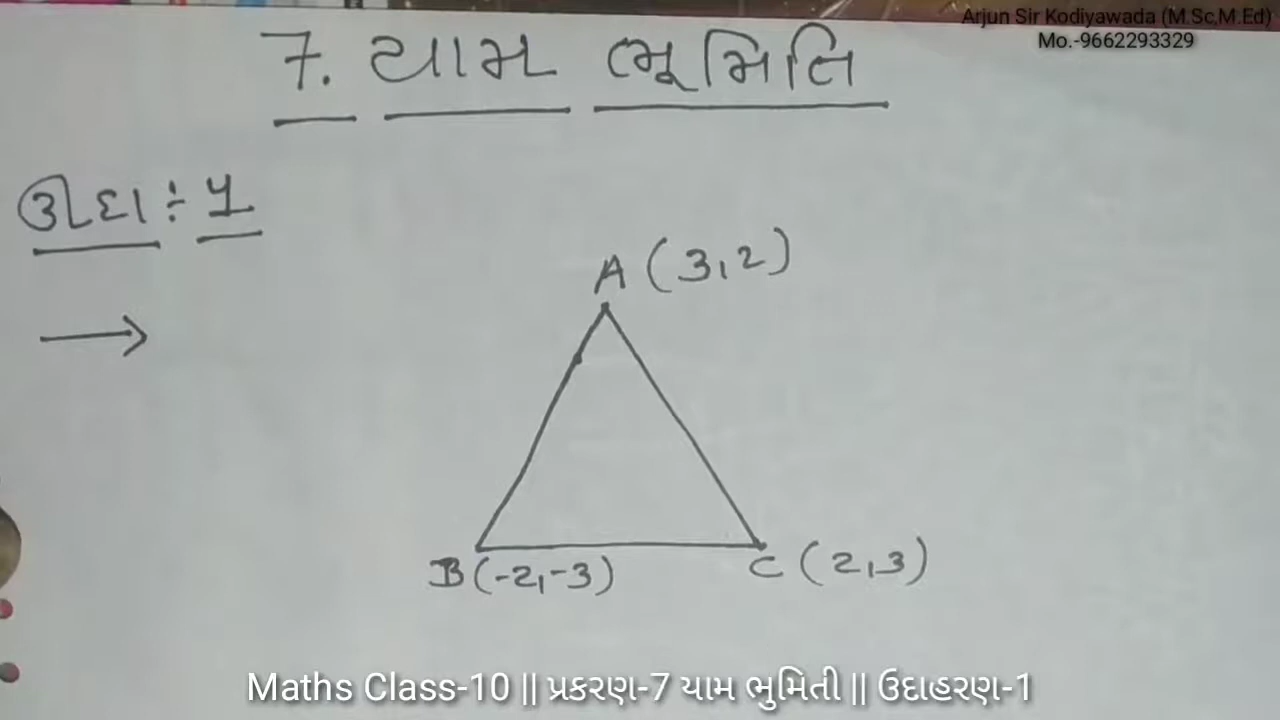 Arjun Sir Kodiyawada (M.Sc,M.Ed)
Mo.-9662293329
7. યામ ભૂમિતિ
ઊદા ÷ 1
A (3,2)
B (-2,-3)
C (2,3)
Maths Class-10 || પ્રકરણ-7 યામ ભુમિતી || ઉદાહરણ-1